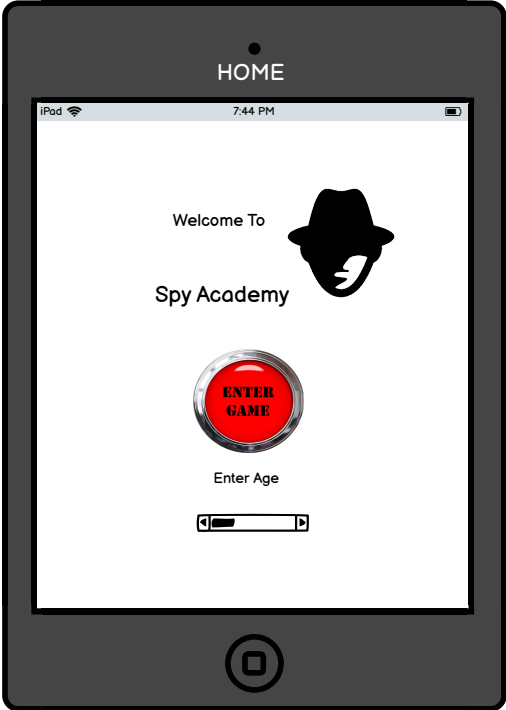 HOME
iPad 7:44 PM
Welcome To
Spy Academy
ENTER
GAME
Enter Age